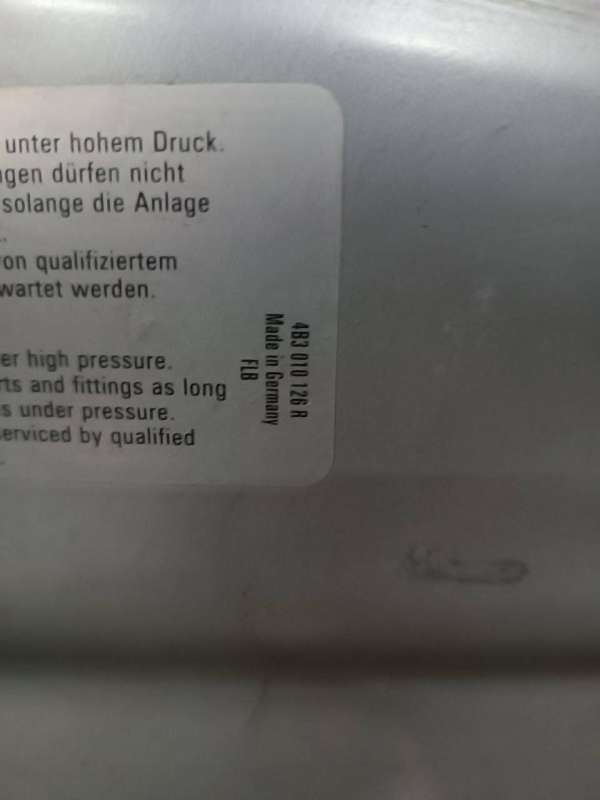 unter hohem Druck.
gen dürfen nicht
solange die Anlage
on qualifiziertem
wartet werden.
er high pressure.
rts and fittings as long
s under pressure.
erviced by qualified
4B3 010 126 R
Made in Germany
FLB